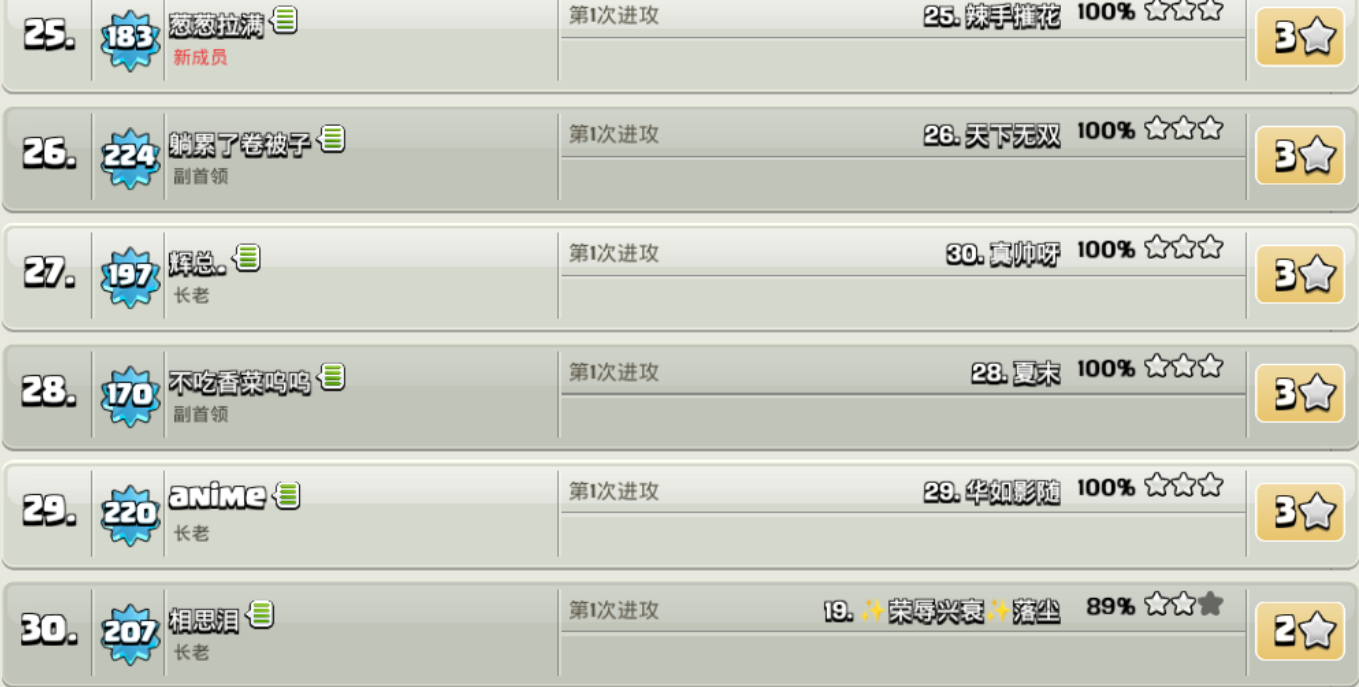 25. 183 葱葱拉满 第1次进攻 25. 辣手摧花 100% 3
新成员
26. 224 躺累了卷被子 第1次进攻 26. 天下无双 100% 3
副首领
27. 197 辉总. 第1次进攻 30. 真帅呀 100% 3
长老
28. 170 不吃香菜呜呜 第1次进攻 28. 夏末 100% 3
副首领
29. 220 anime 第1次进攻 29. 华如影随 100% 3
长老
30. 207 相思泪 第1次进攻 19. ✨荣辱兴衰✨落尘 89% 2
长老